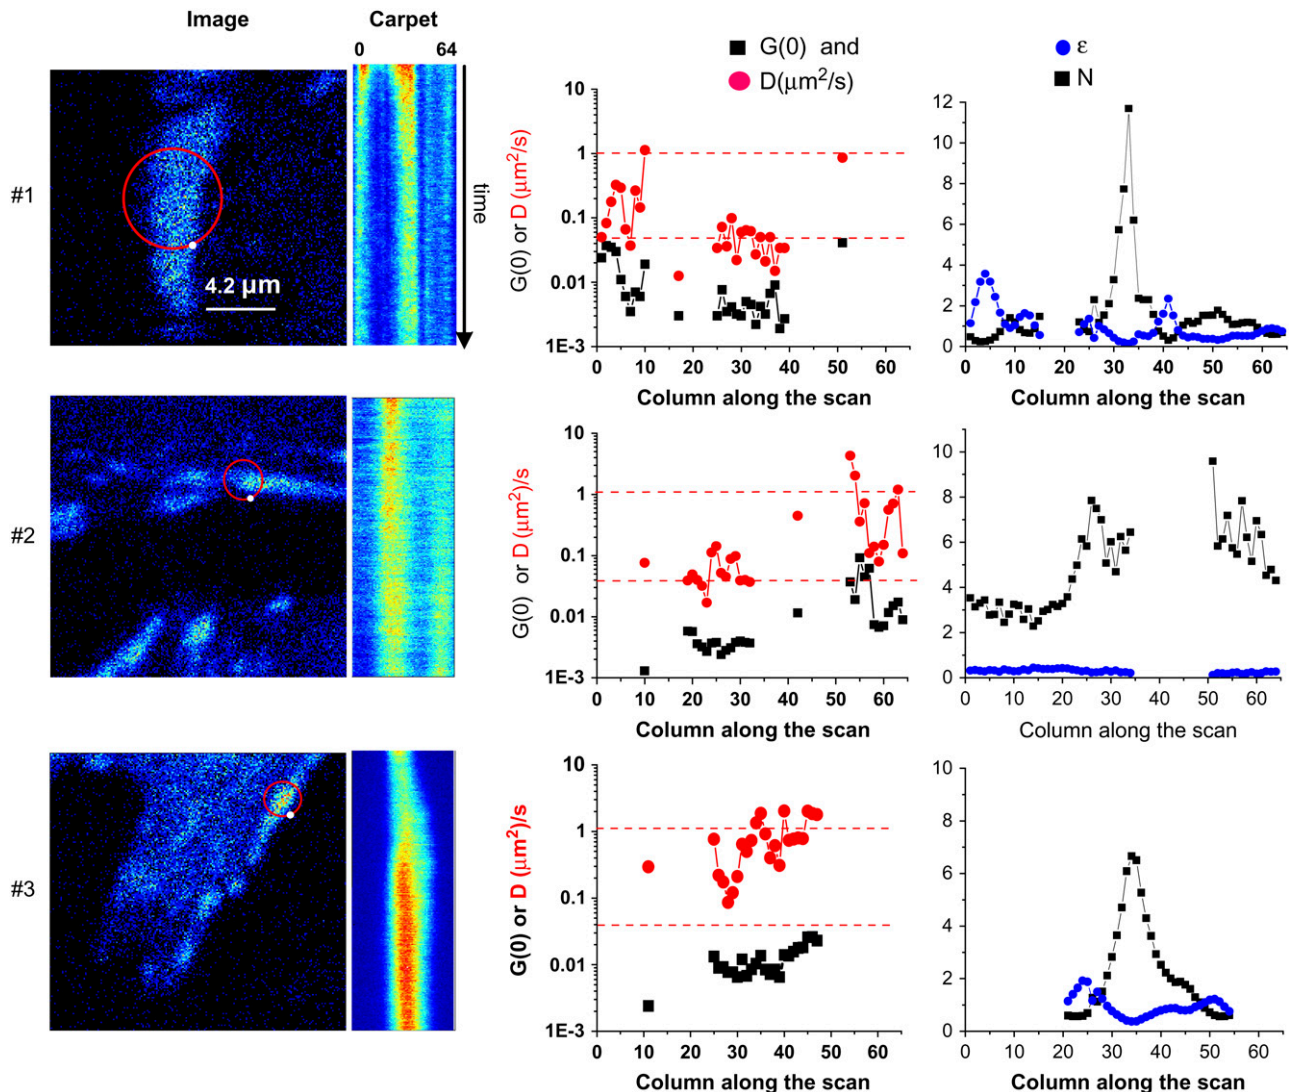 Image
Carpet
0 64
G(0) and
D(μm²/s)
ε
N
#1
4.2 μm
time
G(0) or D (μm²/s)
10
1
0.1
0.01
1E-3
0 10 20 30 40 50 60
Column along the scan
12
10
8
6
4
2
0
0 10 20 30 40 50 60
Column along the scan
#2
G(0) or D (μm²)/s
10
1
0.1
0.01
1E-3
0 10 20 30 40 50 60
Column along the scan
10
8
6
4
2
0
0 10 20 30 40 50 60
Column along the scan
#3
G(0) or D (μm²)/s
10
1
0.1
0.01
1E-3
0 10 20 30 40 50 60
Column along the scan
10
8
6
4
2
0
0 10 20 30 40 50 60
Column along the scan